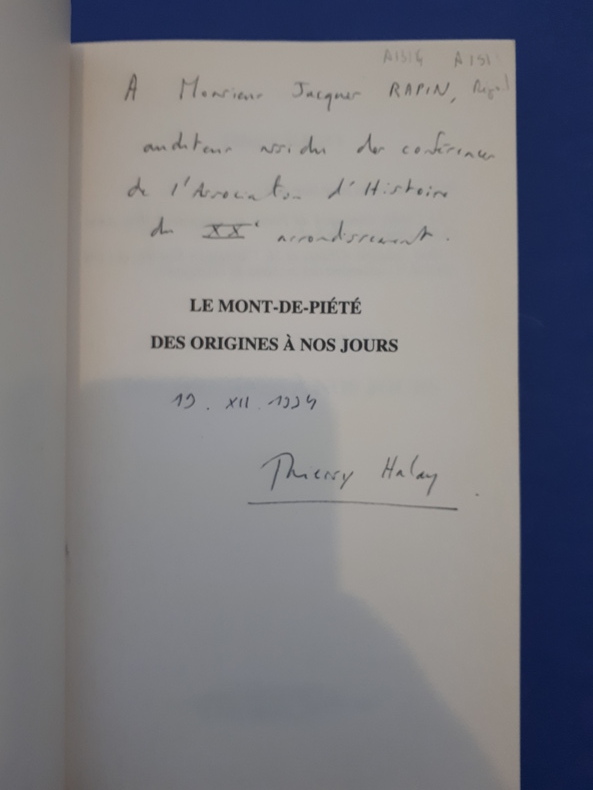 A1314 A151
A Monsieur Jacques RAPIN,
auditeur assidu des conférences
de l'Association d'Histoire
du XXe arrondissement.
LE MONT-DE-PIÉTÉ
DES ORIGINES À NOS JOURS
19. XII. 1994
Thierry Halay